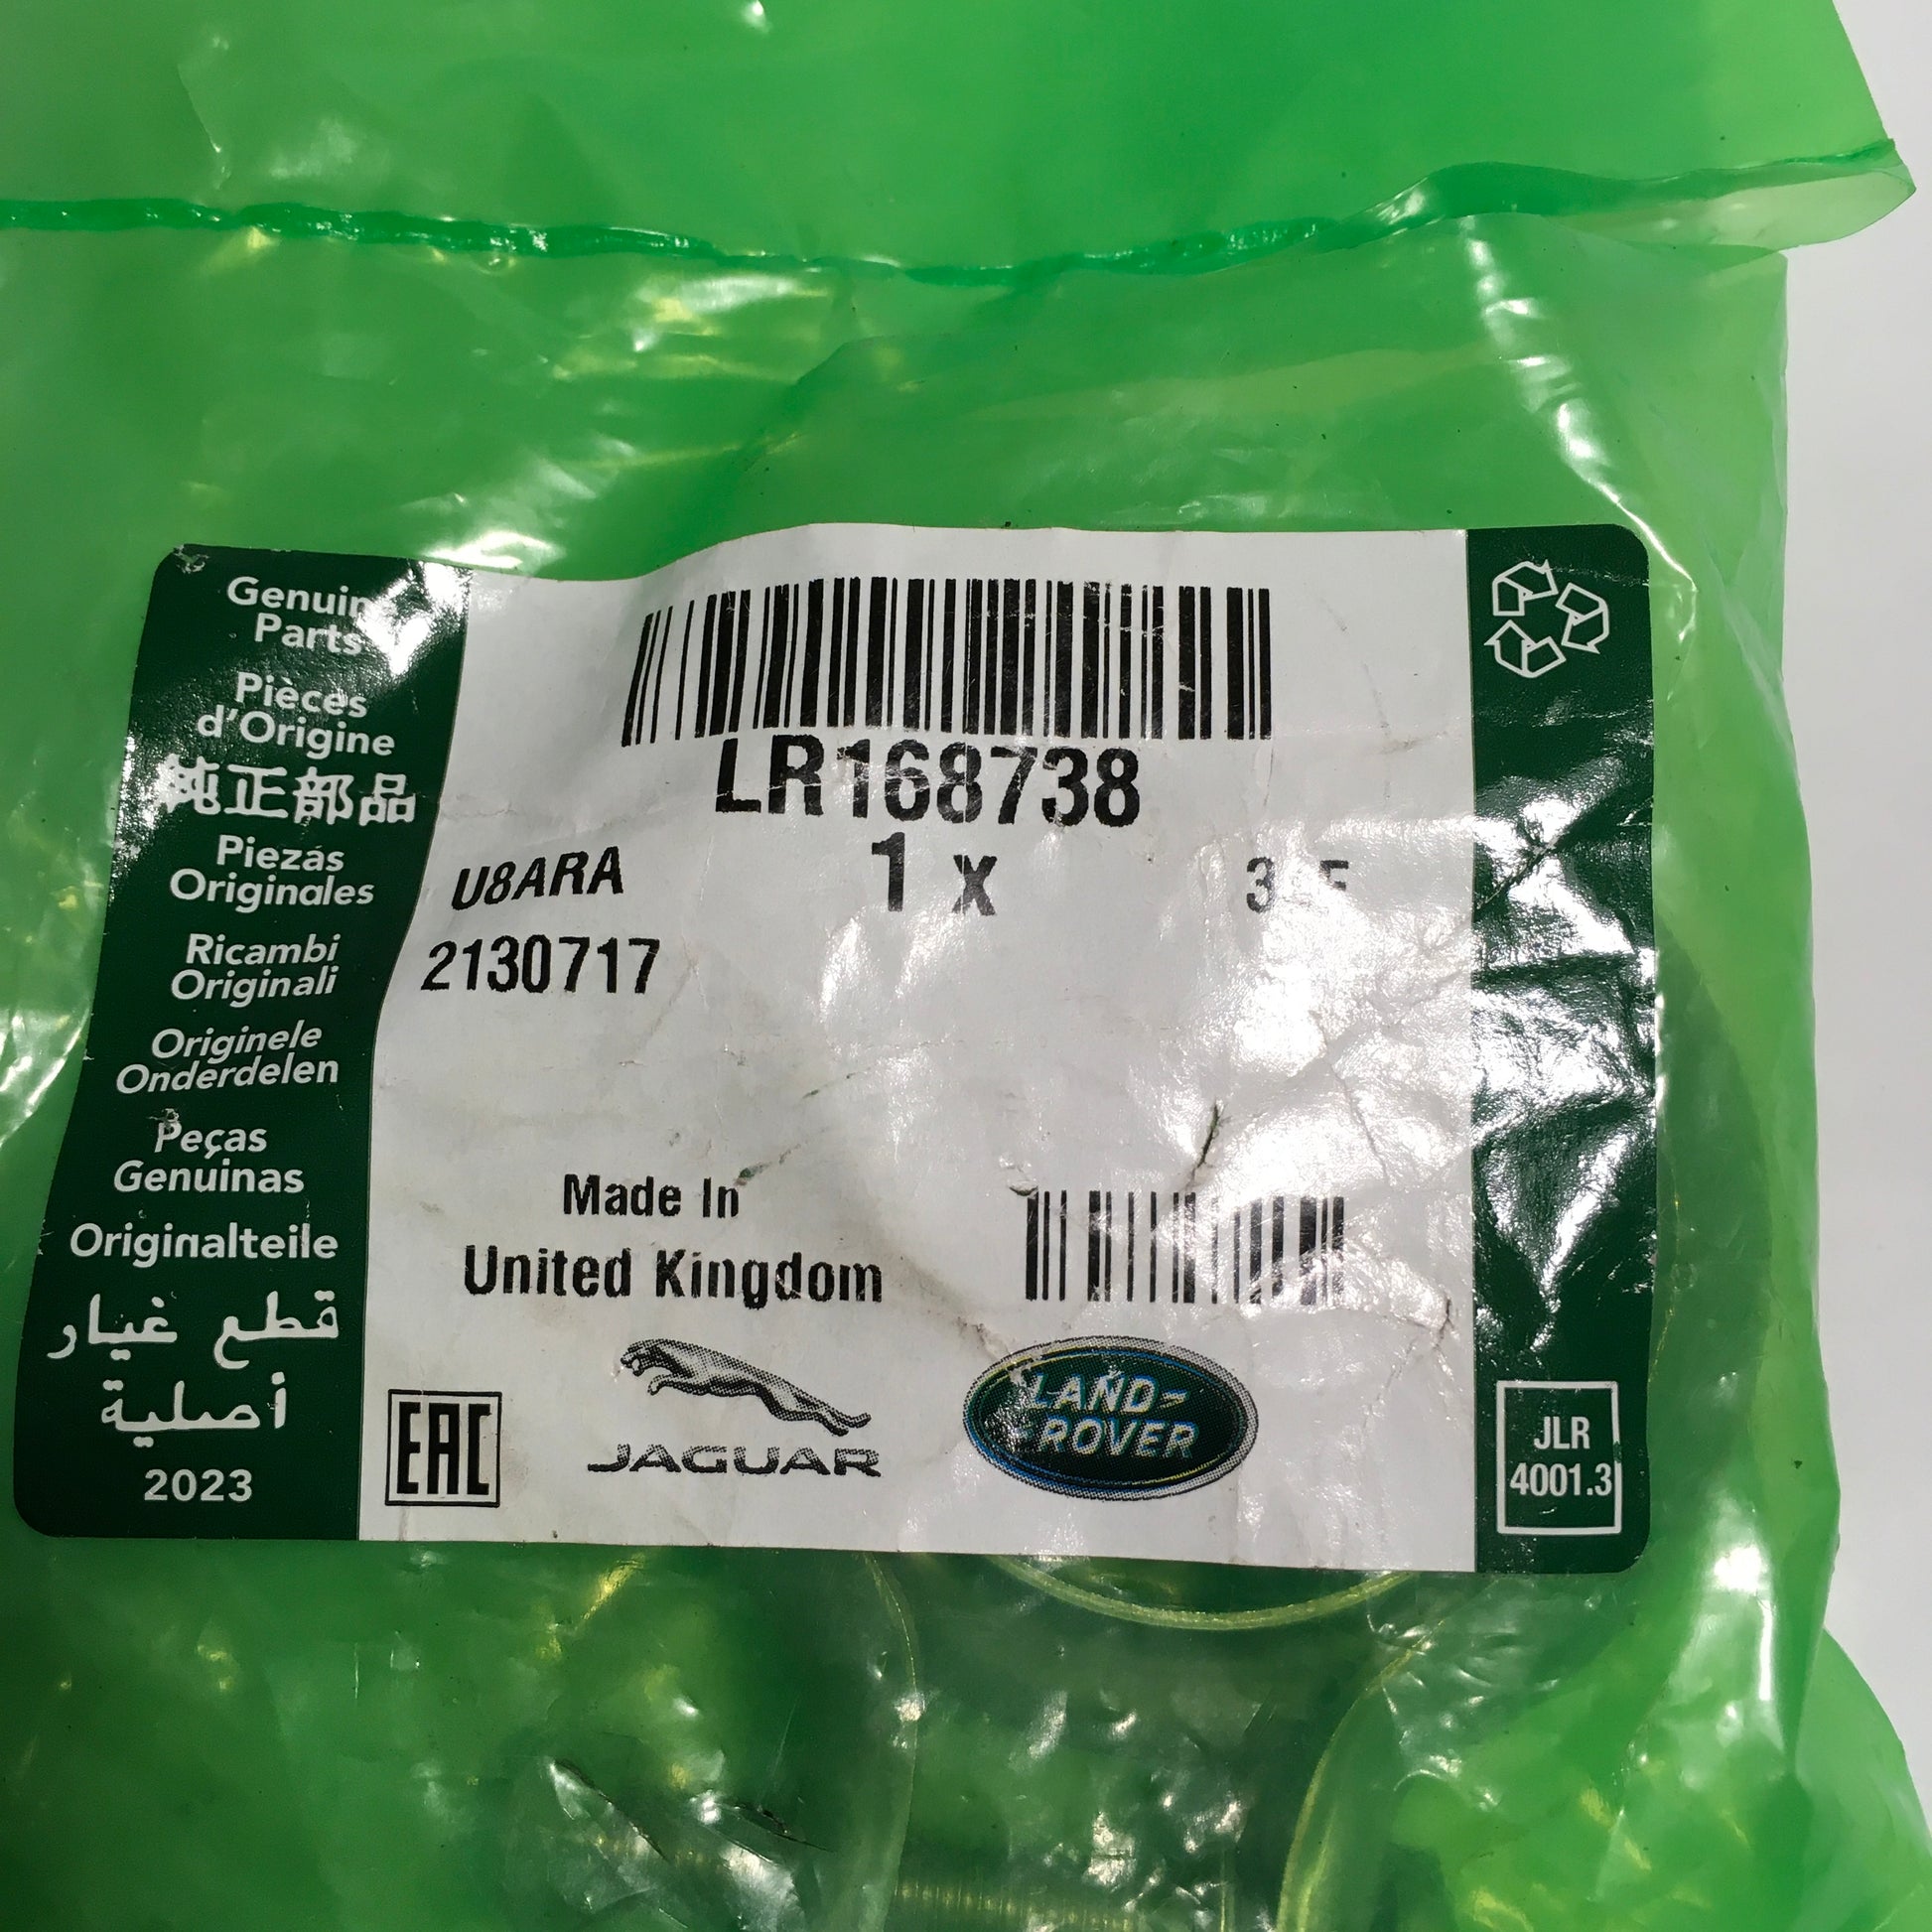 Genuine
Parts
Pièces
d'Origine
純正部品
Piezas
Originales
Ricambi
Originali
Originele
Onderdelen
Peças
Genuinas
Originalteile
قطع غيار
أصلية
2023
LR168738
1 x
U8ARA
2130717
Made In
United Kingdom
EAC
JAGUAR
LAND-
-ROVER
JLR
4001.3